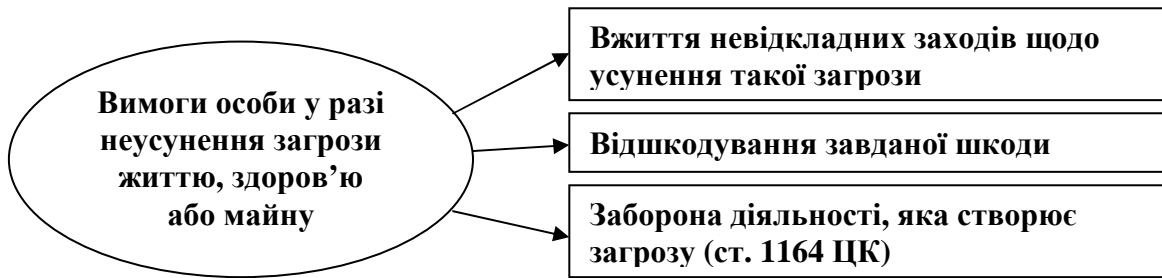 Вимоги особи у разі
неусунення загрози
життю, здоров’ю
або майну
Вжиття невідкладних заходів щодо
усунення такої загрози
Відшкодування завданої шкоди
Заборона діяльності, яка створює
загрозу (ст. 1164 ЦК)